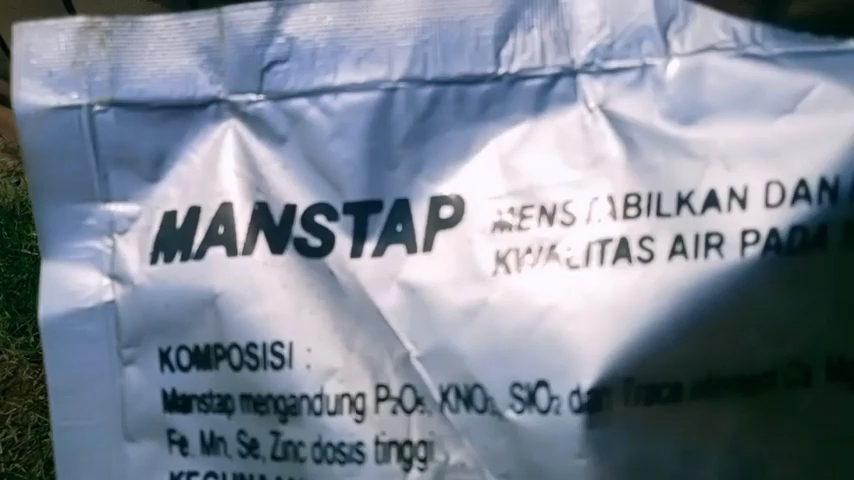 MANSTAP
MENSTABILKAN DAN
KWALITAS AIR PADA
KOMPOSISI :
Manstap mengandung P₂O₅, KNO₃, SIO₂ dan Trace element Ca
Fe, Mn, Se, Zinc dosis tinggi